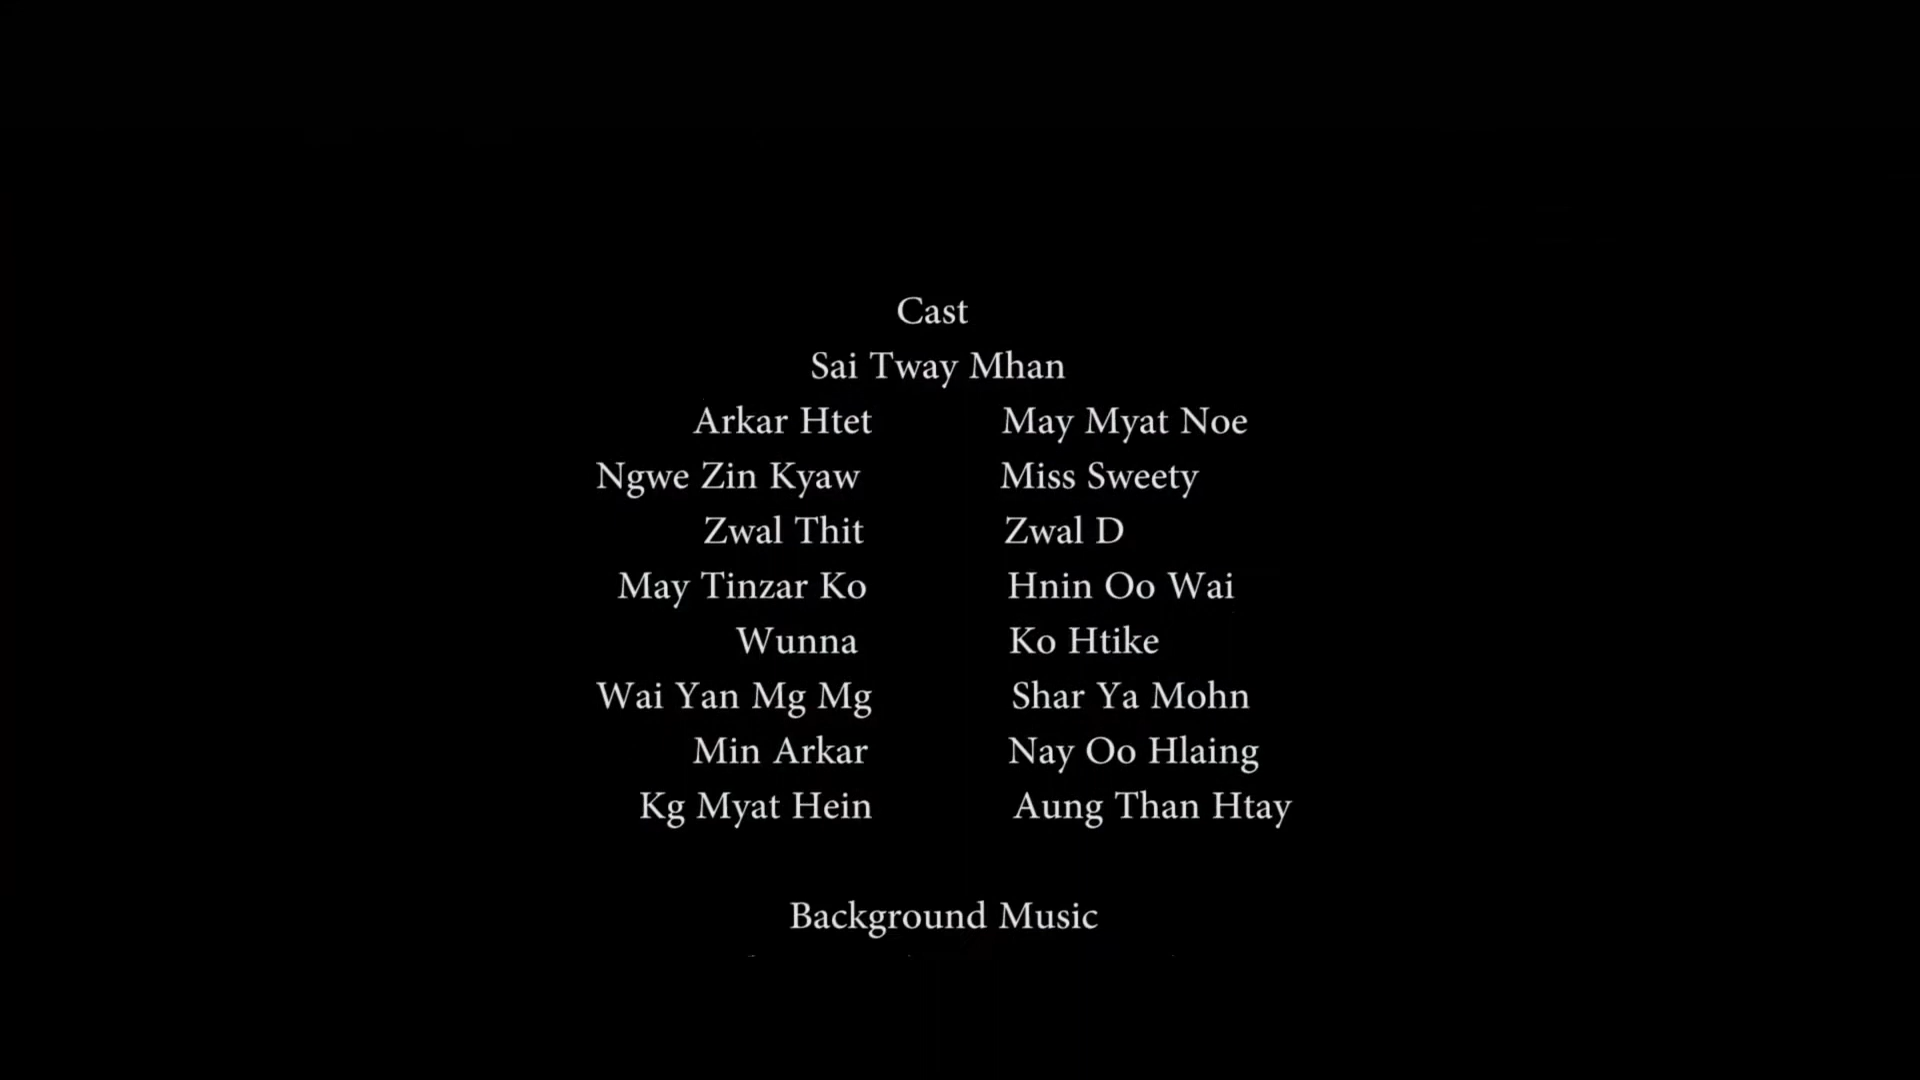 Cast
Sai Tway Mhan
Arkar Htet May Myat Noe
Ngwe Zin Kyaw Miss Sweety
Zwal Thit Zwal D
May Tinzar Ko Hnin Oo Wai
Wunna Ko Htike
Wai Yan Mg Mg Shar Ya Mohn
Min Arkar Nay Oo Hlaing
Kg Myat Hein Aung Than Htay
Background Music